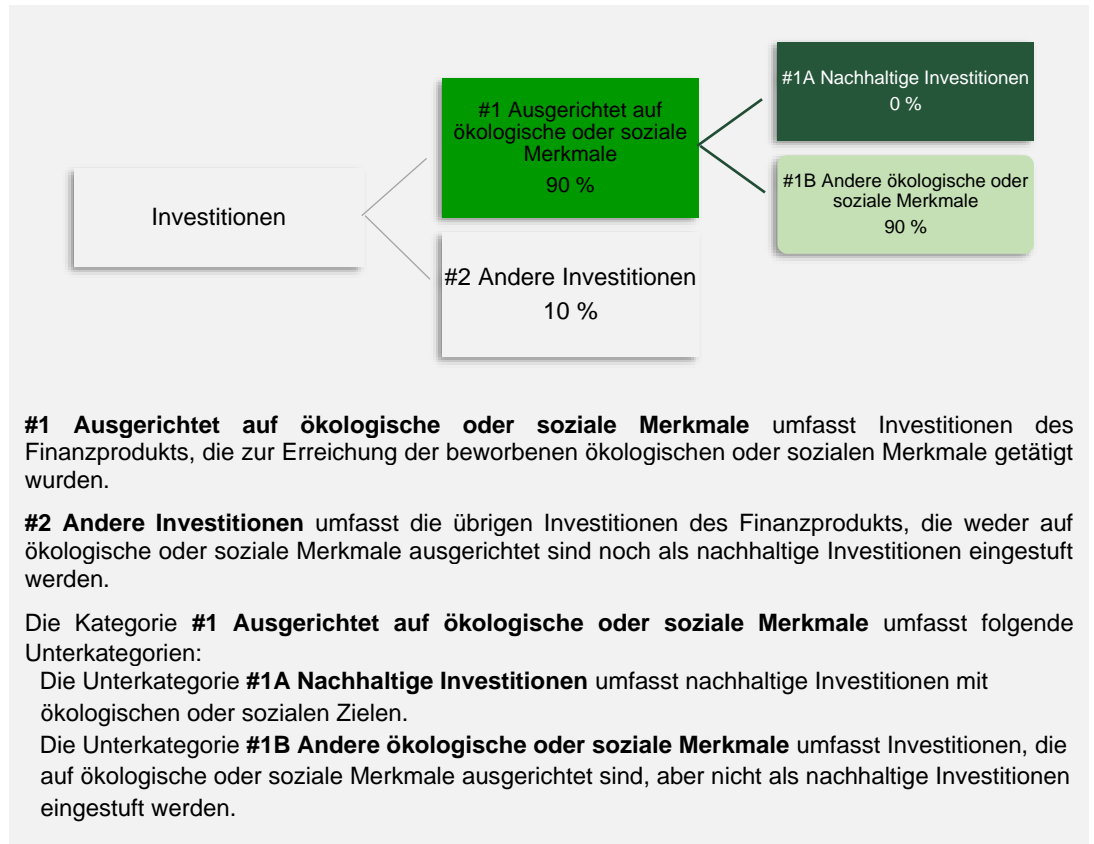 #1A Nachhaltige Investitionen
0 %
#1 Ausgerichtet auf
ökologische oder soziale
Merkmale
90 %
#1B Andere ökologische oder
soziale Merkmale
90 %
Investitionen
#2 Andere Investitionen
10 %
#1 Ausgerichtet auf ökologische oder soziale Merkmale umfasst Investitionen des
Finanzprodukts, die zur Erreichung der beworbenen ökologischen oder sozialen Merkmale getätigt
wurden.
#2 Andere Investitionen umfasst die übrigen Investitionen des Finanzprodukts, die weder auf
ökologische oder soziale Merkmale ausgerichtet sind noch als nachhaltige Investitionen eingestuft
werden.
Die Kategorie #1 Ausgerichtet auf ökologische oder soziale Merkmale umfasst folgende
Unterkategorien:
Die Unterkategorie #1A Nachhaltige Investitionen umfasst nachhaltige Investitionen mit
ökologischen oder sozialen Zielen.
Die Unterkategorie #1B Andere ökologische oder soziale Merkmale umfasst Investitionen, die
auf ökologische oder soziale Merkmale ausgerichtet sind, aber nicht als nachhaltige Investitionen
eingestuft werden.